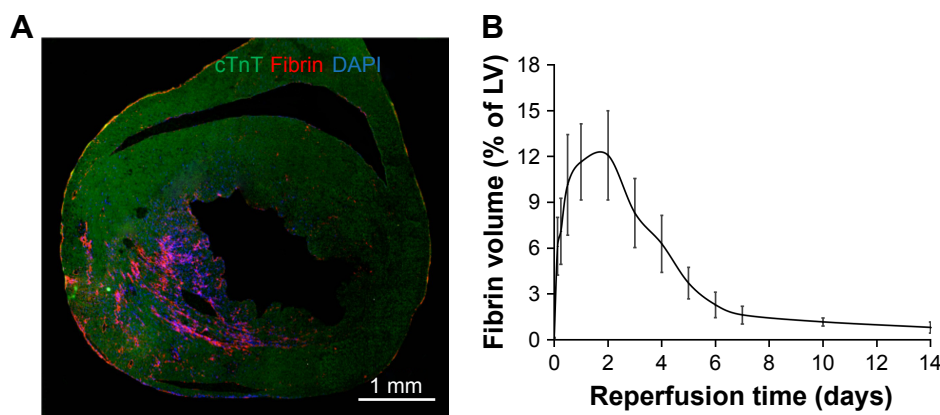 A
cTnT Fibrin DAPI
1 mm
B
Fibrin volume (% of LV)
18
15
12
9
6
3
0
0 2 4 6 8 10 12 14
Reperfusion time (days)